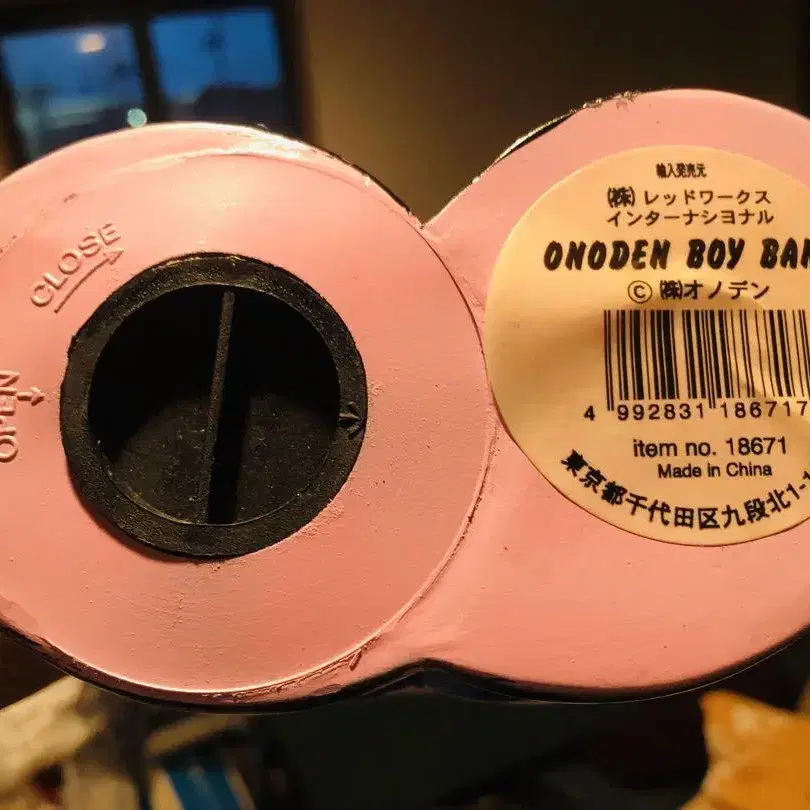 CLOSE
OPEN
輸入発売元
(株)レッドワークス
インターナショナル
ONODEN BOY BAN
© (株)オノデン
4 992831 186717
item no. 18671
Made in China
東京都千代田区九段北1-1